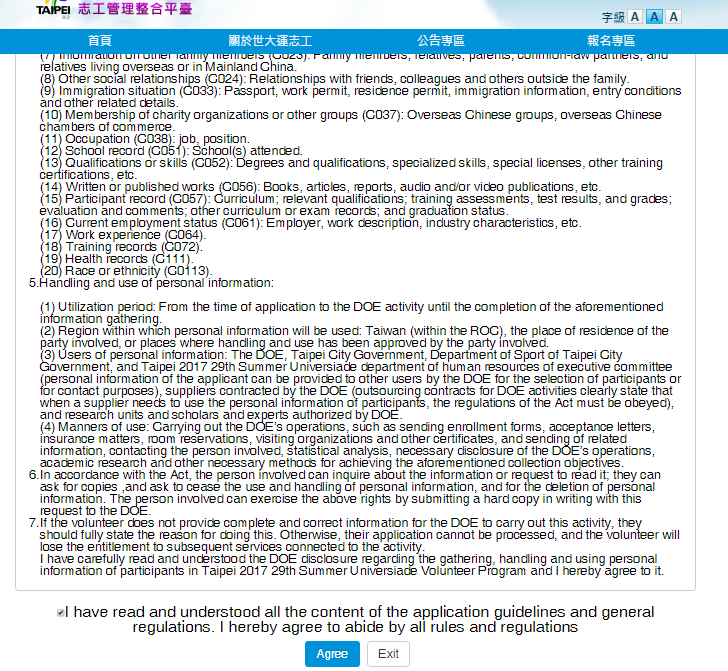 TAIPEI 志工管理整合平臺
字級 A A A
首頁 關於世大運志工 公告專區 報名專區
(7) Information on other family members (C023): Family members, relatives, parents, common-law partners, and
relatives living overseas or in Mainland China.
(8) Other social relationships (C024): Relationships with friends, colleagues and others outside the family.
(9) Immigration situation (C033): Passport, work permit, residence permit, immigration information, entry conditions
and other related details.
(10) Membership of charity organizations or other groups (C037): Overseas Chinese groups, overseas Chinese
chambers of commerce.
(11) Occupation (C038): job, position.
(12) School record (C051): School(s) attended.
(13) Qualifications or skills (C052): Degrees and qualifications, specialized skills, special licenses, other training
certifications, etc.
(14) Written or published works (C056): Books, articles, reports, audio and/or video publications, etc.
(15) Participant record (C057): Curriculum; relevant qualifications; training assessments, test results, and grades;
evaluation and comments; other curriculum or exam records; and graduation status.
(16) Current employment status (C061): Employer, work description, industry characteristics, etc.
(17) Work experience (C064).
(18) Training records (C072).
(19) Health records (C111).
(20) Race or ethnicity (C0113).
5.Handling and use of personal information:
(1) Utilization period: From the time of application to the DOE activity until the completion of the aforementioned
information gathering.
(2) Region within which personal information will be used: Taiwan (within the ROC), the place of residence of the
party involved, or places where handling and use has been approved by the party involved.
(3) Users of personal information: The DOE, Taipei City Government, Department of Sport of Taipei City
Government, and Taipei 2017 29th Summer Universiade department of human resources of executive committee
(personal information of the applicant can be provided to other users by the DOE for the selection of participants or
for contact purposes), suppliers contracted by the DOE (outsourcing contracts for DOE activities clearly state that
when a supplier needs to use the personal information of participants, the regulations of the Act must be obeyed),
and research units and scholars and experts authorized by DOE.
(4) Manners of use: Carrying out the DOE's operations, such as sending enrollment forms, acceptance letters,
insurance matters, room reservations, visiting organizations and other certificates, and sending of related
information, contacting the person involved, statistical analysis, necessary disclosure of the DOE's operations,
academic research and other necessary methods for achieving the aforementioned collection objectives.
6.In accordance with the Act, the person involved can inquire about the information or request to read it; they can
ask for copies ,and ask to cease the use and handling of personal information, and for the deletion of personal
information. The person involved can exercise the above rights by submitting a hard copy in writing with this
request to the DOE.
7.If the volunteer does not provide complete and correct information for the DOE to carry out this activity, they
should fully state the reason for doing this. Otherwise, their application cannot be processed, and the volunteer will
lose the entitlement to subsequent services connected to the activity.
I have carefully read and understood the DOE disclosure regarding the gathering, handling and using personal
information of participants in Taipei 2017 29th Summer Universiade Volunteer Program and I hereby agree to it.
I have read and understood all the content of the application guidelines and general
regulations. I hereby agree to abide by all rules and regulations
Agree Exit